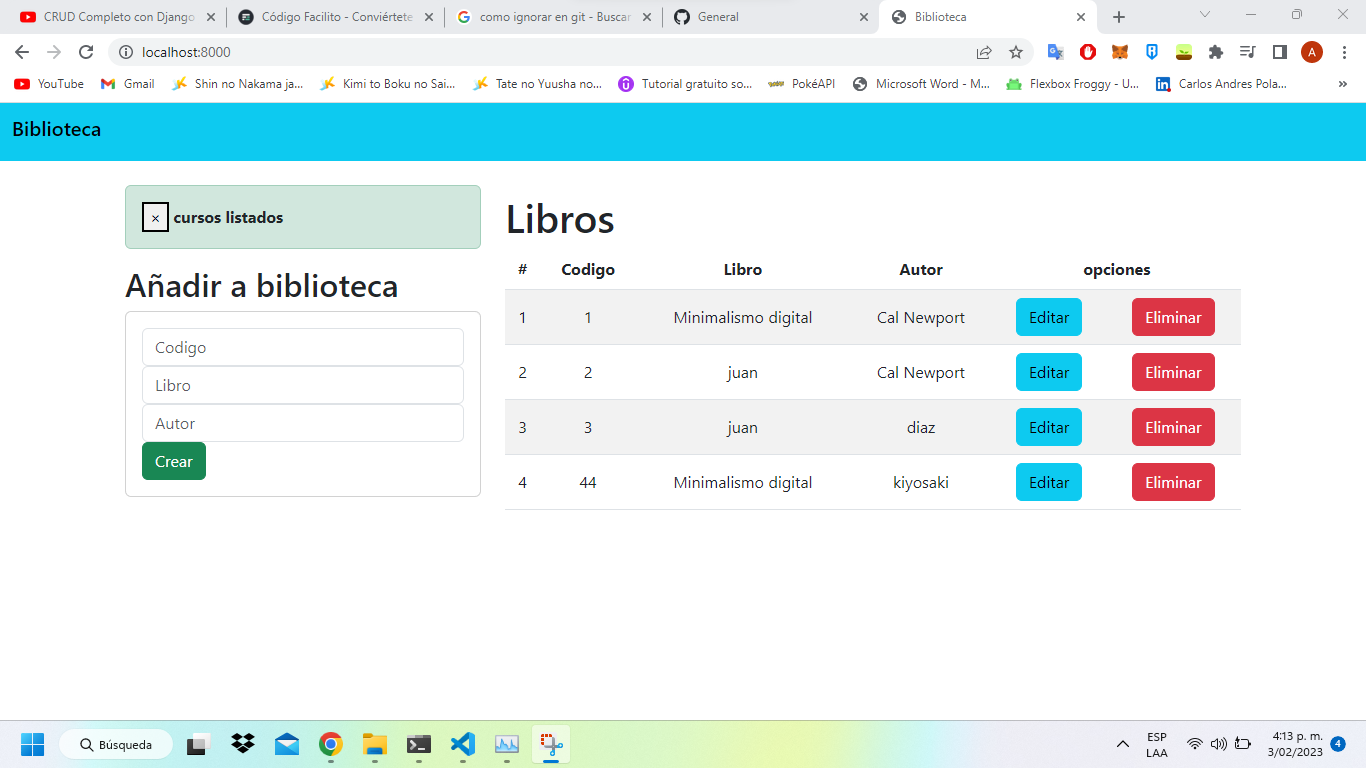 CRUD Completo con Django
Código Facilito - Conviértete
como ignorar en git - Buscar
General
Biblioteca
localhost:8000
A
YouTube
Gmail
Shin no Nakama ja...
Kimi to Boku no Sai...
Tate no Yuusha no...
Tutorial gratuito so...
PokéAPI
Microsoft Word - M...
Flexbox Froggy - U...
Carlos Andres Pola...
»
Biblioteca
× cursos listados
Añadir a biblioteca
Codigo
Libro
Autor
Crear
Libros
# Codigo Libro Autor opciones
1 1 Minimalismo digital Cal Newport Editar Eliminar
2 2 juan Cal Newport Editar Eliminar
3 3 juan diaz Editar Eliminar
4 44 Minimalismo digital kiyosaki Editar Eliminar
Búsqueda
ESP
LAA
4:13 p. m.
3/02/2023
4